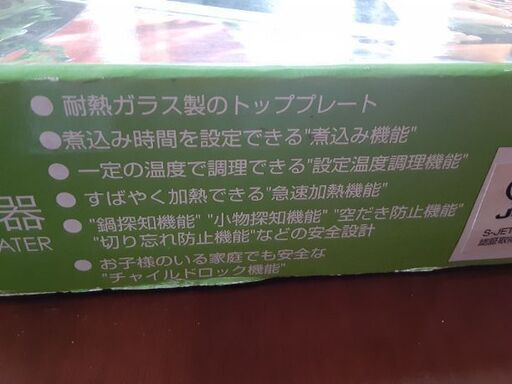 ● 耐熱ガラス製のトッププレート
● 煮込み時間を設定できる"煮込み機能"
● 一定の温度で調理できる"設定温度調理機能"
● すばやく加熱できる"急速加熱機能"
● "鍋探知機能" "小物探知機能" "空だき防止機能"
"切り忘れ防止機能"などの安全設計
● お子様のいる家庭でも安全な
"チャイルドロック機能"
器
ATER
S-JET
認証取得